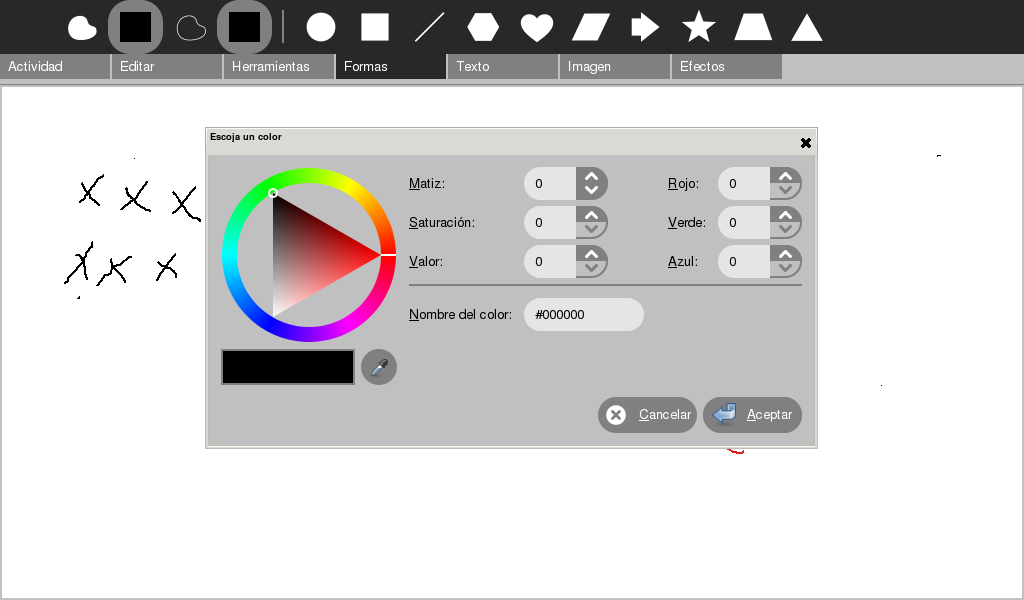 Actividad Editar Herramientas Formas Texto Imagen Efectos
Escoja un color
Matiz: 0 Rojo: 0
Saturación: 0 Verde: 0
Valor: 0 Azul: 0
Nombre del color: #000000
Cancelar Aceptar
X X X
X X X